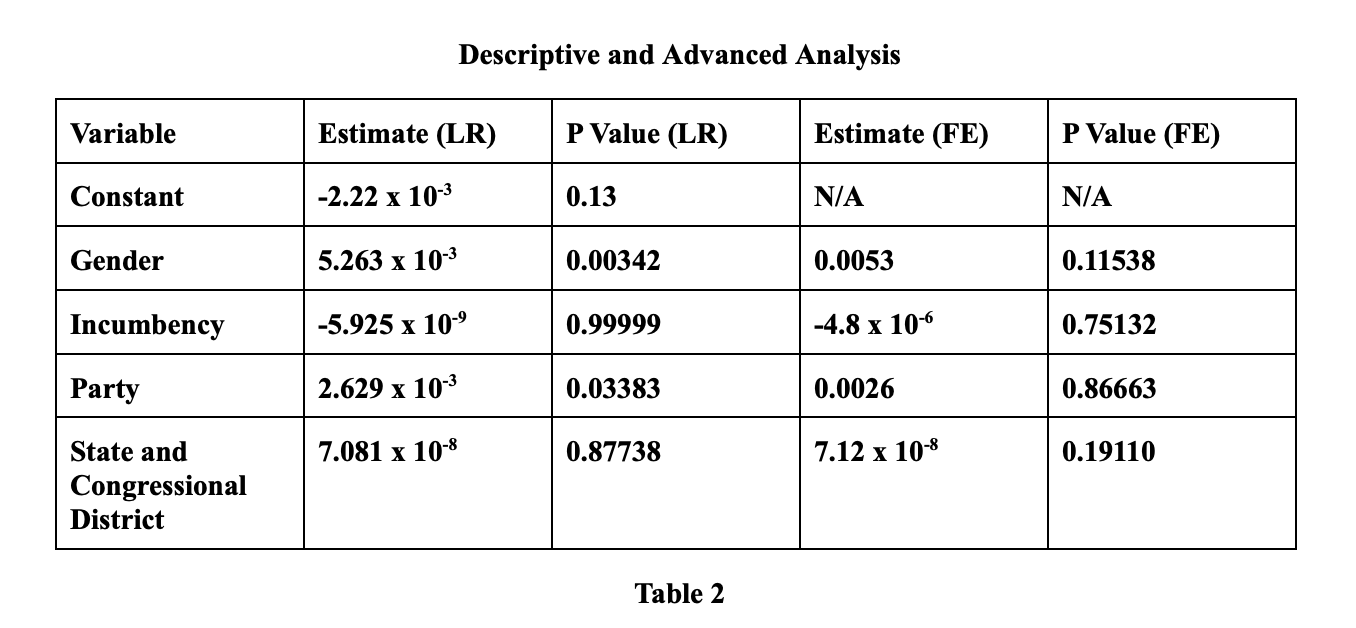 Descriptive and Advanced Analysis
Variable Estimate (LR) P Value (LR) Estimate (FE) P Value (FE)
Constant -2.22 x 10⁻³ 0.13 N/A N/A
Gender 5.263 x 10⁻³ 0.00342 0.0053 0.11538
Incumbency -5.925 x 10⁻⁹ 0.99999 -4.8 x 10⁻⁶ 0.75132
Party 2.629 x 10⁻³ 0.03383 0.0026 0.86663
State and 7.081 x 10⁻⁸ 0.87738 7.12 x 10⁻⁸ 0.19110
Congressional
District
Table 2